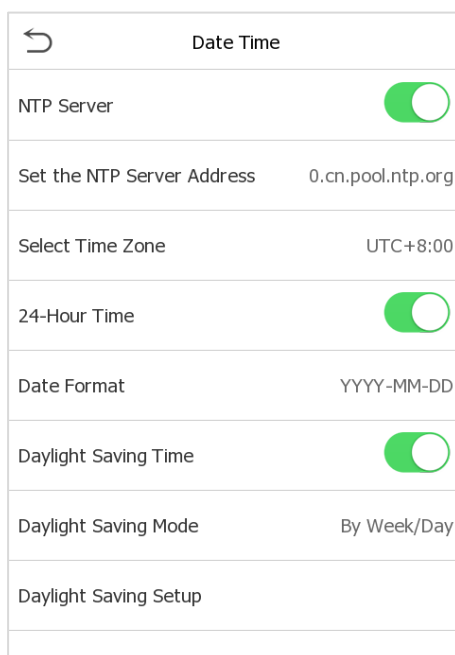 Date Time
NTP Server
Set the NTP Server Address 0.cn.pool.ntp.org
Select Time Zone UTC+8:00
24-Hour Time
Date Format YYYY-MM-DD
Daylight Saving Time
Daylight Saving Mode By Week/Day
Daylight Saving Setup